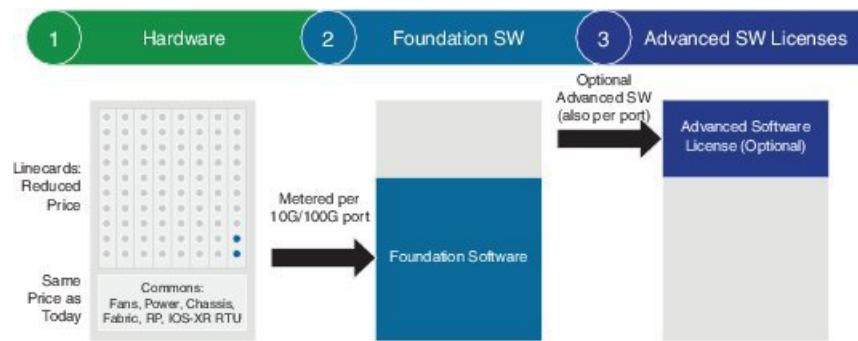 1
Hardware
2
Foundation SW
3
Advanced SW Licenses
Linecards:
Reduced
Price
Same
Price as
Today
Commons:
Fans, Power, Chassis,
Fabric, RP, IOS-XR RTU
Metered per
10G/100G port
Foundation Software
Optional
Advanced SW
(also per port)
Advanced Software
License (Optional)